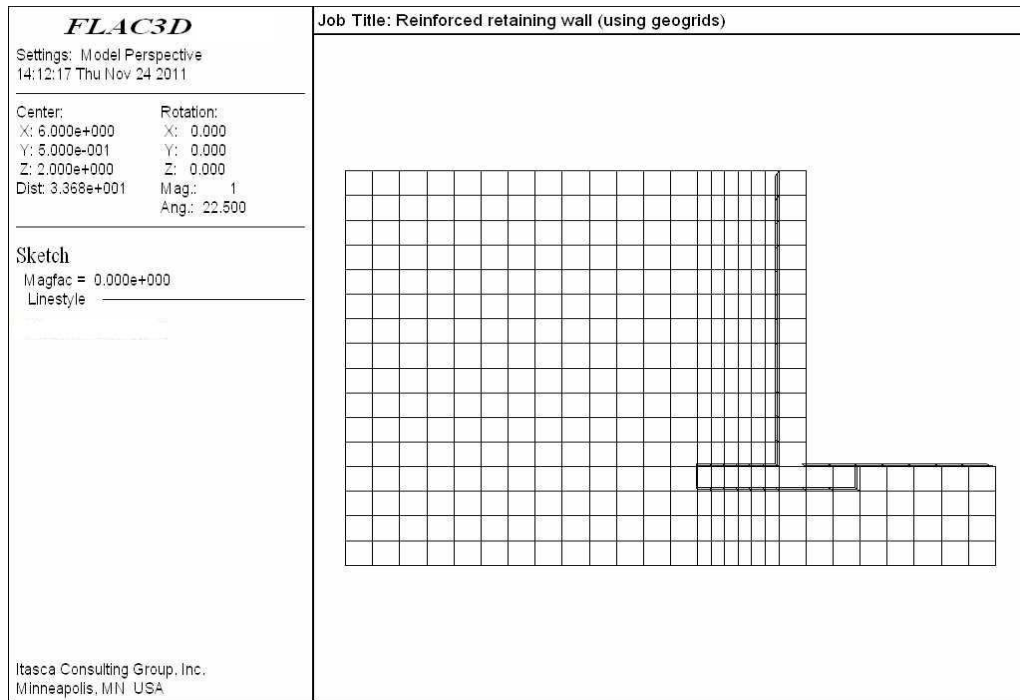 FLAC3D
Settings: Model Perspective
14:12:17 Thu Nov 24 2011
Center: Rotation:
X: 6.000e+000 X: 0.000
Y: 5.000e-001 Y: 0.000
Z: 2.000e+000 Z: 0.000
Dist: 3.368e+001 Mag.: 1
Ang.: 22.500
Sketch
Magfac = 0.000e+000
Linestyle
Itasca Consulting Group, Inc.
Minneapolis, MN USA
Job Title: Reinforced retaining wall (using geogrids)